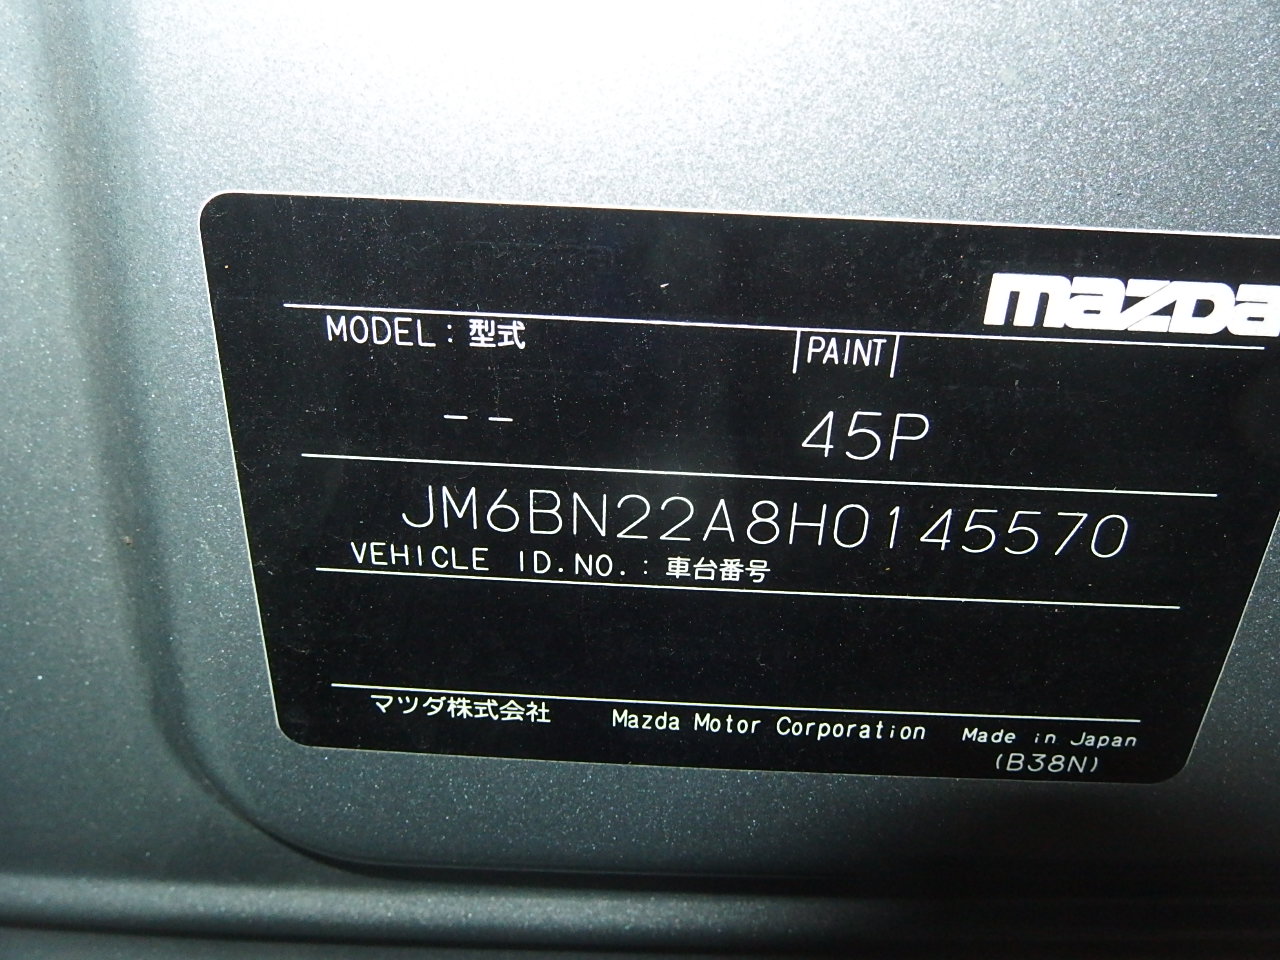 mazda
MODEL : 型式 PAINT
-- 45P
JM6BN22A8H0145570
VEHICLE ID.NO. : 車台番号
マツダ株式会社 Mazda Motor Corporation Made in Japan
(B38N)